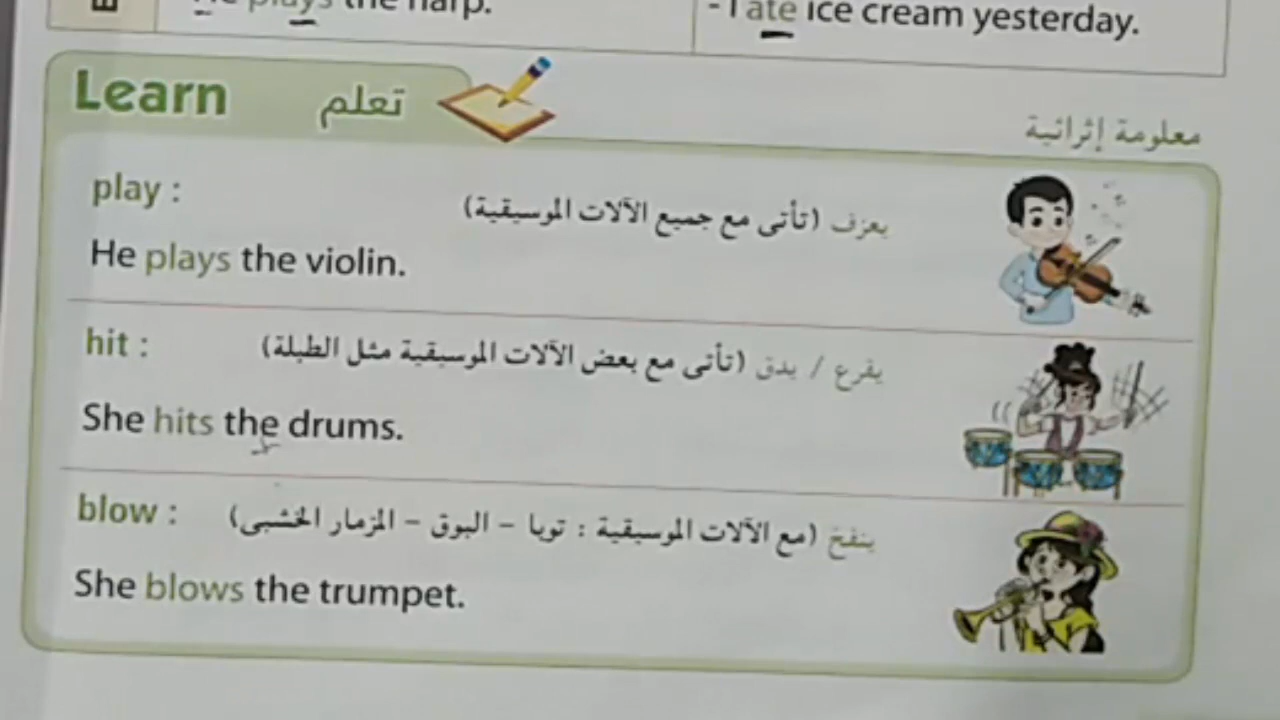 He plays the harp.
- I ate ice cream yesterday.
Learn تعلم
معلومة إثرائية
play : يعزف (تأتى مع جميع الآلات الموسيقية)
He plays the violin.
hit : يقرع / يدق (تأتى مع بعض الآلات الموسيقية مثل الطبلة)
She hits the drums.
blow : ينفخ (مع الآلات الموسيقية : توبا - البوق - المزمار الخشبى)
She blows the trumpet.